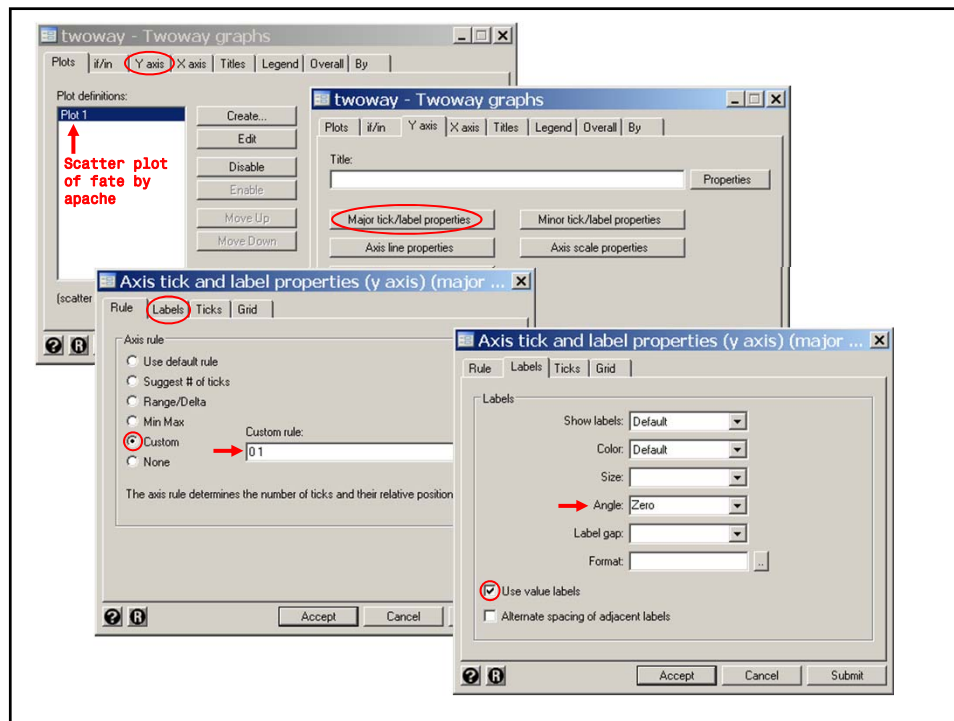 twoway - Twoway graphs
Plots if/in Y axis X axis Titles Legend Overall By
Plot definitions:
Plot 1
Scatter plot
of fate by
apache
Create...
Edit
Disable
Enable
Move Up
Move Down
(scatter
twoway - Twoway graphs
Plots if/in Y axis X axis Titles Legend Overall By
Title:
Properties
Major tick/label properties
Minor tick/label properties
Axis line properties
Axis scale properties
Axis tick and label properties (y axis) (major ...
Rule Labels Ticks Grid
Axis rule
Use default rule
Suggest # of ticks
Range/Delta
Min Max
Custom
None
Custom rule:
0 1
The axis rule determines the number of ticks and their relative position
Accept
Cancel
Axis tick and label properties (y axis) (major ...
Rule Labels Ticks Grid
Labels
Show labels: Default
Color: Default
Size:
Angle: Zero
Label gap:
Format:
..
Use value labels
Alternate spacing of adjacent labels
Accept
Cancel
Submit